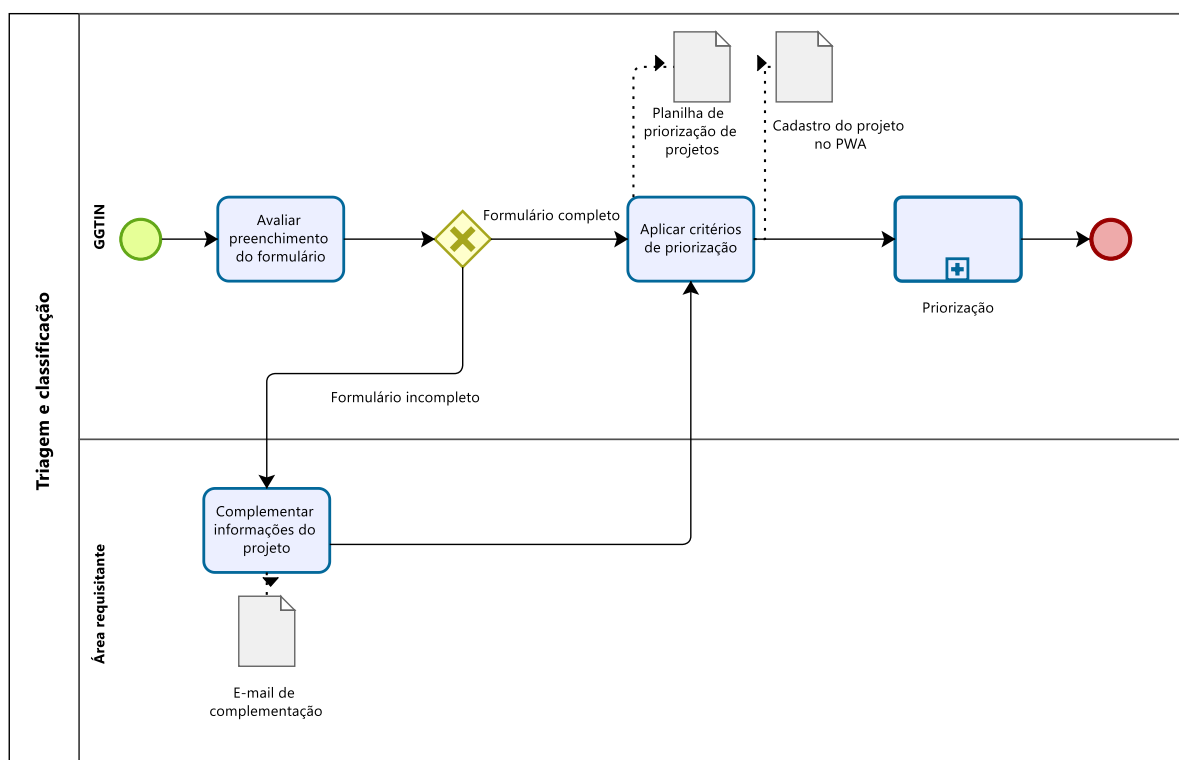 Triagem e classificação
GGTIN
Avaliar
preenchimento
do formulário
Formulário completo
Formulário incompleto
Aplicar critérios
de priorização
Planilha de
priorização de
projetos
Cadastro do projeto
no PWA
Priorização
Área requisitante
Complementar
informações do
projeto
E-mail de
complementação